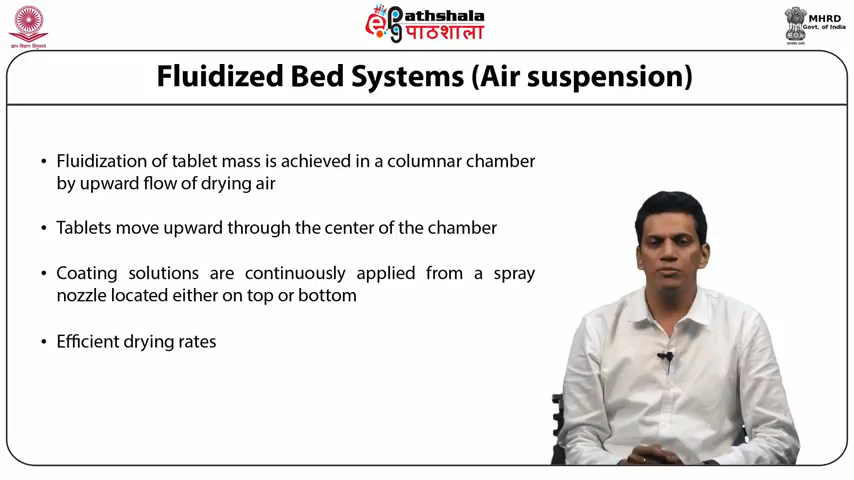 Pathshala
पाठशाला
MHRD
Govt. of India
Fluidized Bed Systems (Air suspension)
• Fluidization of tablet mass is achieved in a columnar chamber
by upward flow of drying air
• Tablets move upward through the center of the chamber
• Coating solutions are continuously applied from a spray
nozzle located either on top or bottom
• Efficient drying rates